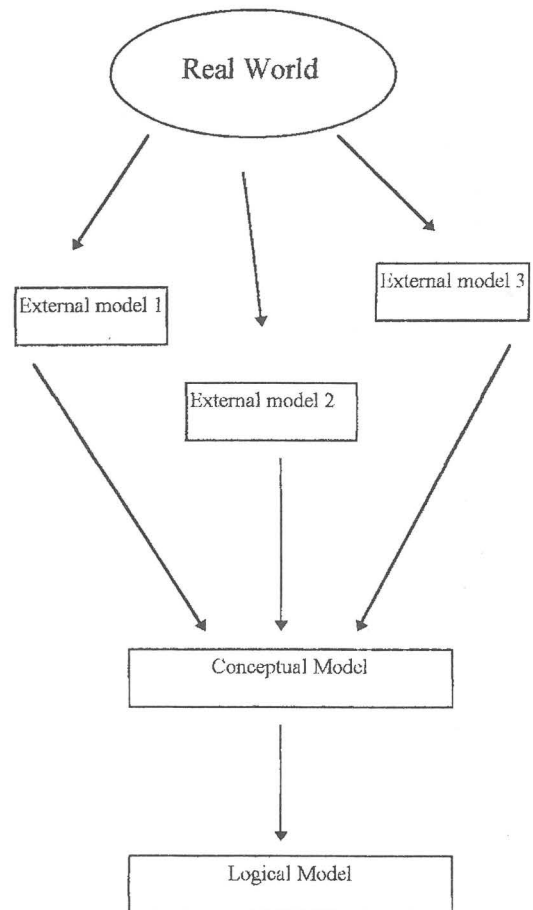 Real World
External model 1
External model 3
External model 2
Conceptual Model
Logical Model